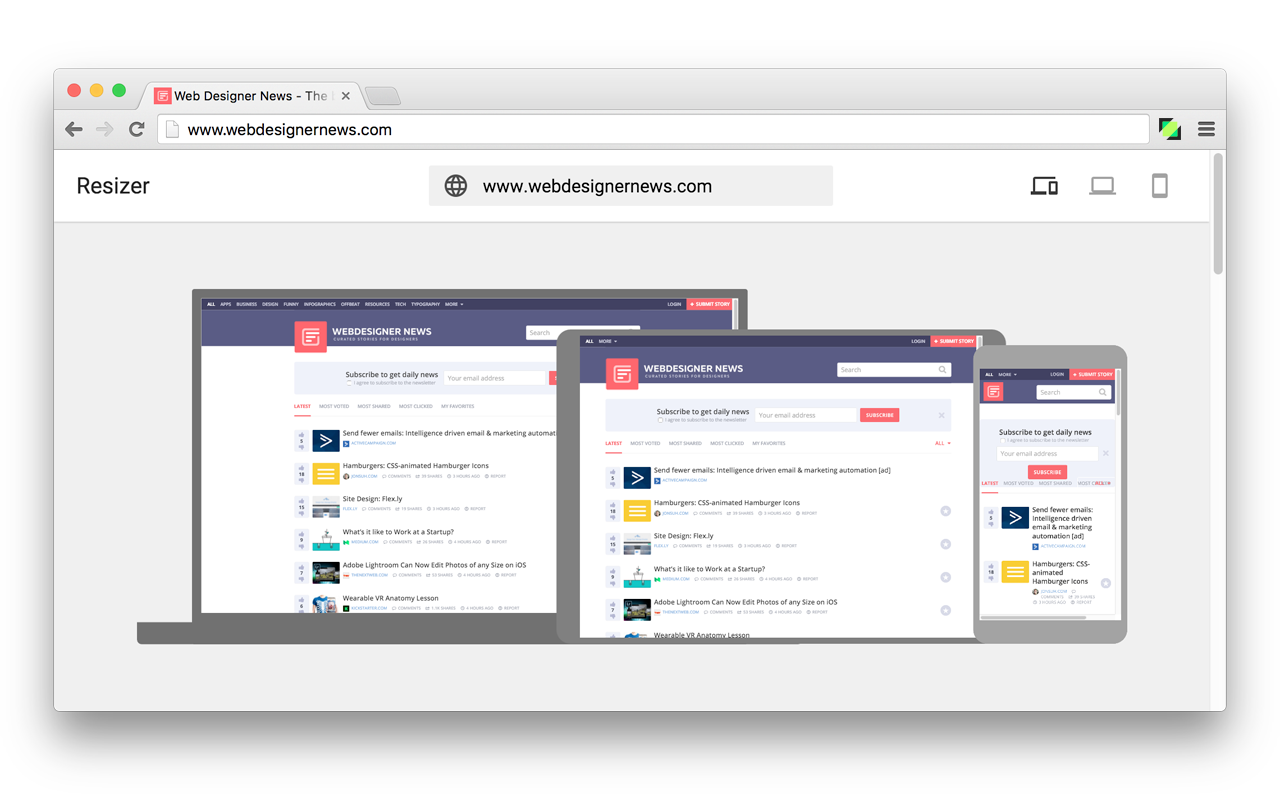 Web Designer News - The
www.webdesignernews.com
Resizer
www.webdesignernews.com
ALL APPS BUSINESS DESIGN FUNNY INFOGRAPHICS OFFBEAT RESOURCES TECH TYPOGRAPHY MORE LOGIN + SUBMIT STORY
WEBDESIGNER NEWS
CURATED STORIES FOR DESIGNERS
Search
Subscribe to get daily news
I agree to subscribe to the newsletter
Your email address
LATEST MOST VOTED MOST SHARED MOST CLICKED MY FAVORITES
5
Send fewer emails: Intelligence driven email & marketing automat
ACTIVECAMPAIGN.COM
18
Hamburgers: CSS-animated Hamburger Icons
JONSUH.COM COMMENTS 39 SHARES 3 HOURS AGO REPORT
15
Site Design: Flex.ly
FLEX.LY COMMENTS 15 SHARES 3 HOURS AGO REPORT
9
What's it like to Work at a Startup?
MEDIUM.COM COMMENTS 26 SHARES 4 HOURS AGO REPORT
7
Adobe Lightroom Can Now Edit Photos of any Size on iOS
THENEXTWEB.COM COMMENTS 53 SHARES 4 HOURS AGO REPORT
6
Wearable VR Anatomy Lesson
KICKSTARTER.COM COMMENTS 1.1K SHARES 4 HOURS AGO REPORT
ALL MORE LOGIN + SUBMIT STORY
WEBDESIGNER NEWS
CURATED STORIES FOR DESIGNERS
Search
Subscribe to get daily news
I agree to subscribe to the newsletter
Your email address
SUBSCRIBE
LATEST MOST VOTED MOST SHARED MOST CLICKED MY FAVORITES ALL
5
Send fewer emails: Intelligence driven email & marketing automation [ad]
ACTIVECAMPAIGN.COM
18
Hamburgers: CSS-animated Hamburger Icons
JONSUH.COM COMMENTS 39 SHARES 3 HOURS AGO REPORT
15
Site Design: Flex.ly
FLEX.LY COMMENTS 15 SHARES 3 HOURS AGO REPORT
9
What's it like to Work at a Startup?
MEDIUM.COM COMMENTS 26 SHARES 4 HOURS AGO REPORT
7
Adobe Lightroom Can Now Edit Photos of any Size on iOS
THENEXTWEB.COM COMMENTS 53 SHARES 4 HOURS AGO REPORT
Wearable VR Anatomy Lesson
ALL MORE LOGIN + SUBMIT STORY
Search
Subscribe to get daily news
I agree to subscribe to the newsletter
Your email address
SUBSCRIBE
LATEST MOST VOTED MOST SHARED MOST
5
Send fewer emails:
Intelligence driven
email & marketing
automation [ad]
ACTIVECAMPAIGN.COM
18
Hamburgers: CSS-
animated
Hamburger Icons
JONSUH.COM
COMMENTS 39 SHARES
3 HOURS AGO REPORT